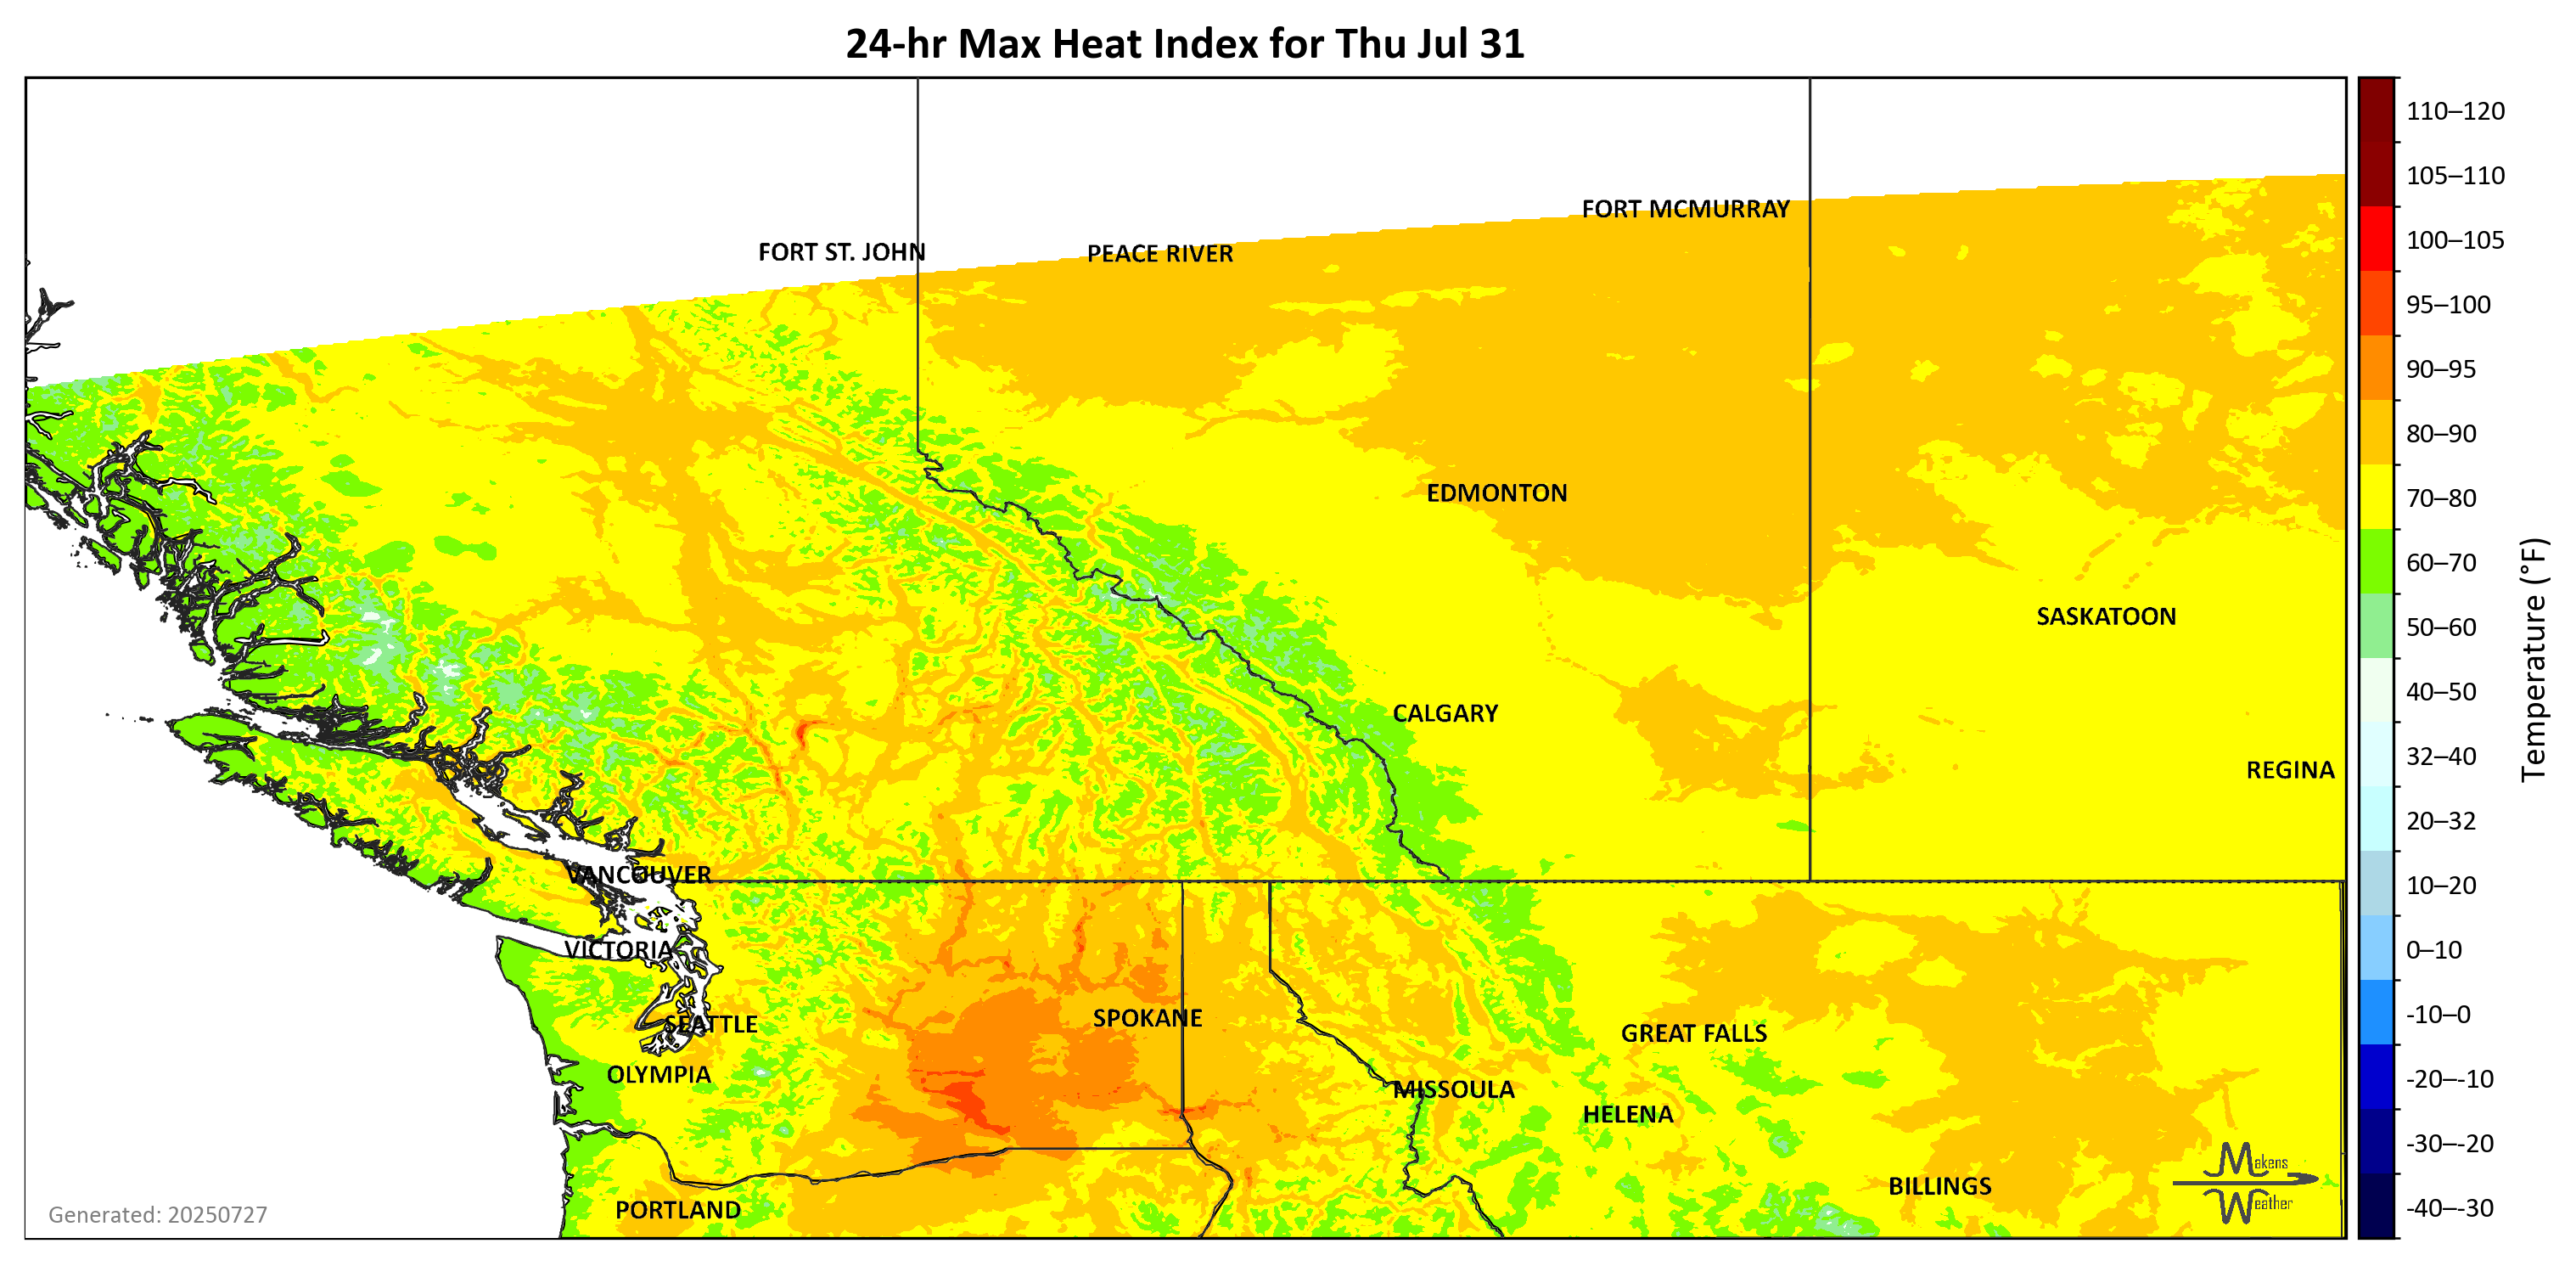 24-hr Max Heat Index for Thu Jul 31
FORT MCMURRAY
FORT ST. JOHN
PEACE RIVER
EDMONTON
SASKATOON
CALGARY
REGINA
VANCOUVER
VICTORIA
SEATTLE
SPOKANE
GREAT FALLS
OLYMPIA
MISSOULA
HELENA
BILLINGS
PORTLAND
Makens
Weather
Generated: 20250727
110–120
105–110
100–105
95–100
90–95
80–90
70–80
60–70
50–60
40–50
32–40
20–32
10–20
0–10
-10–0
-20–-10
-30–-20
-40–-30
Temperature (°F)